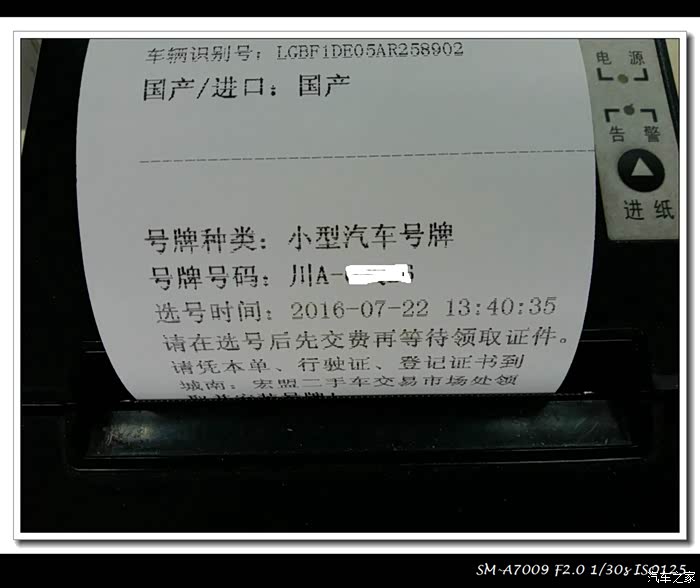 车辆识别号：LGBF1DE05AR258902
国产/进口：国产
号牌种类：小型汽车号牌
号牌号码：川A-
选号时间：2016-07-22 13:40:35
请在选号后先交费再等待领取证件。
请凭本单、行驶证、登记证书到
城南：宏盟二手车交易市场处领
电 源
告 警
进 纸
SM-A7009 F2.0 1/30s ISO125
汽车之家